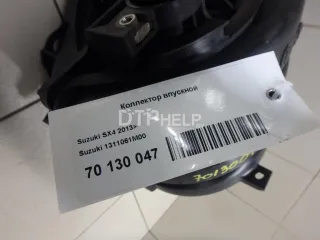 Коллектор впускной
DTPHELP
Suzuki SX4 2013>
Suzuki 1311061M00
70 130 047